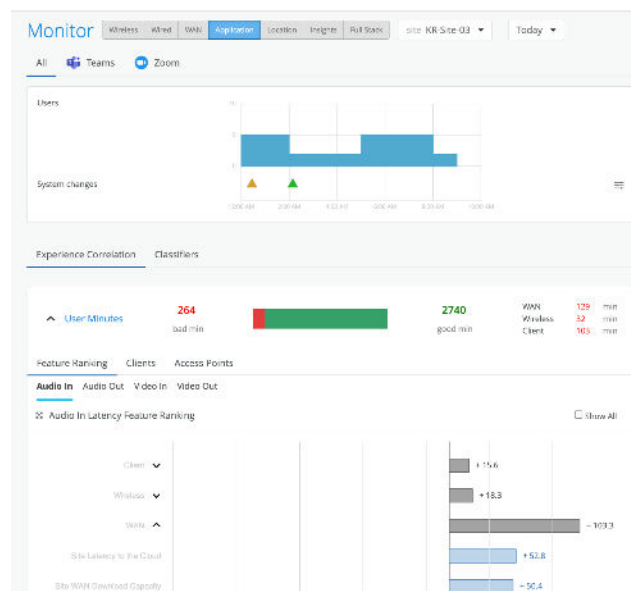 Monitor Wireless Wired WAN Application Location Insights Full Stack site KR-Site-03 Today
All Teams Zoom
Users
System changes
Experience Correlation Classifiers
User Minutes
264
bad min
2740
good min
WAN 129 min
Wireless 32 min
Client 103 min
Feature Ranking Clients Access Points
Audio In Audio Out Video In Video Out
Audio In Latency Feature Ranking Show All
Client + 15.6
Wireless + 18.3
WAN + 103.3
Site Latency to the Cloud + 52.8
Site WAN Download Capacity + 50.4